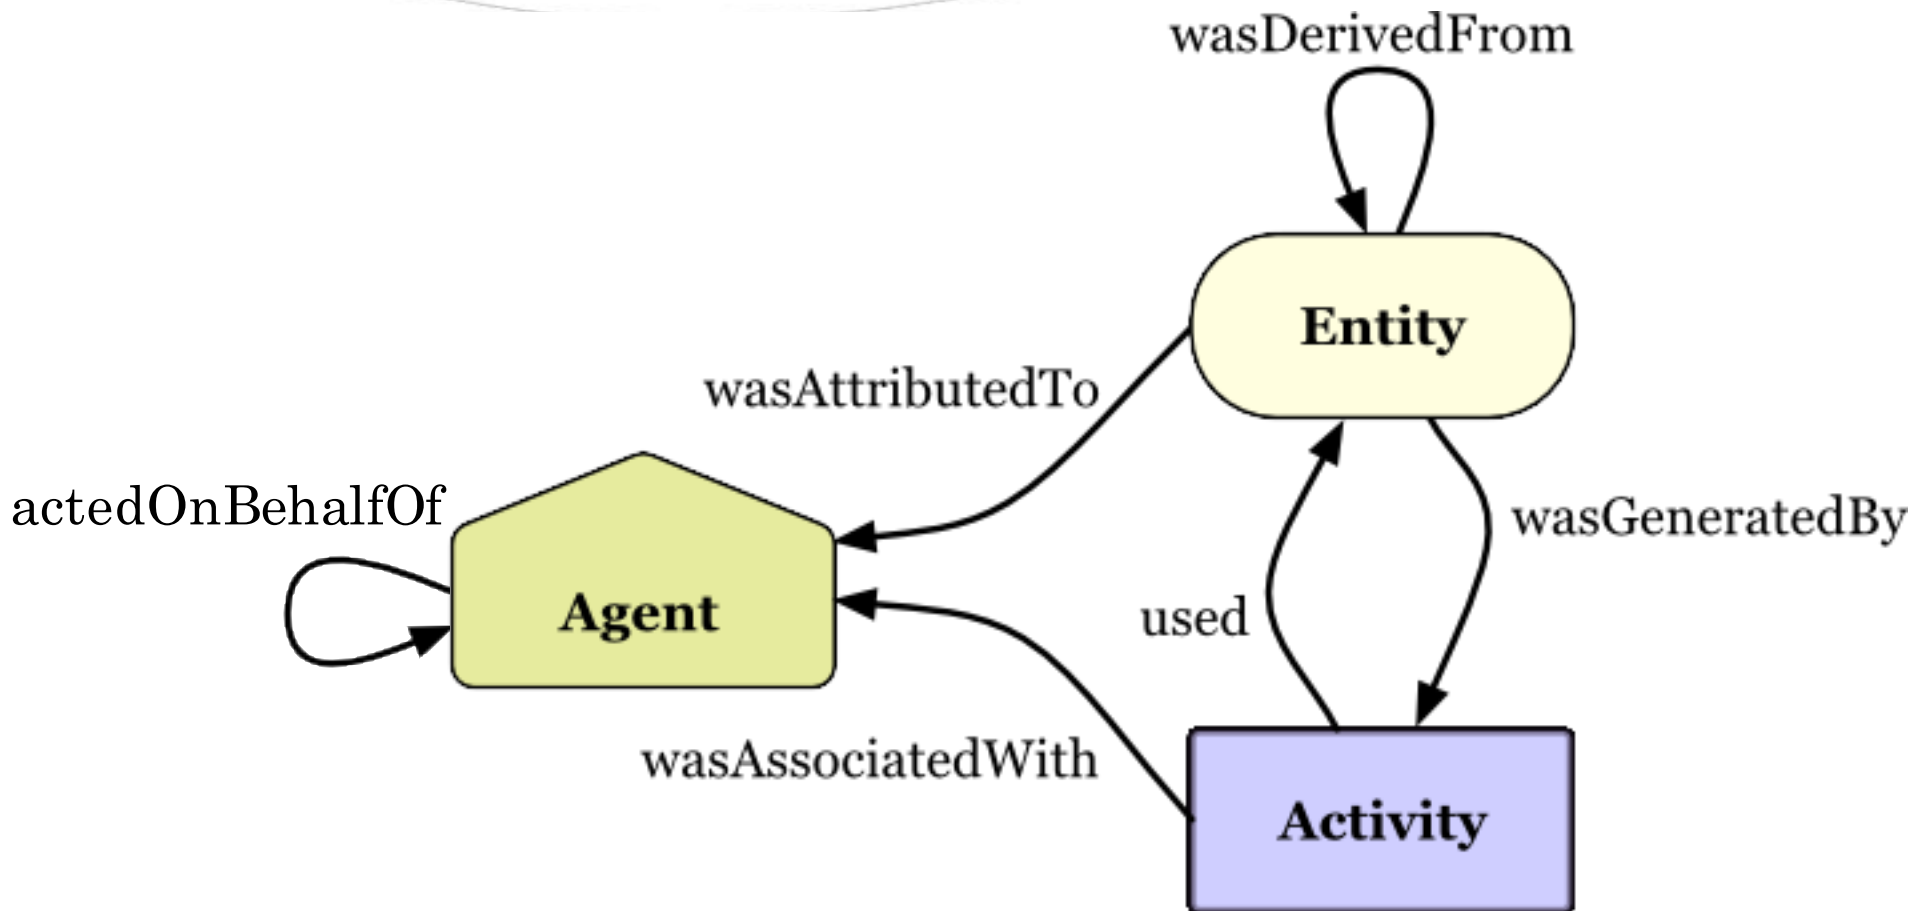 wasDerivedFrom
Entity
wasAttributedTo
actedOnBehalfOf
wasGeneratedBy
Agent
used
wasAssociatedWith
Activity